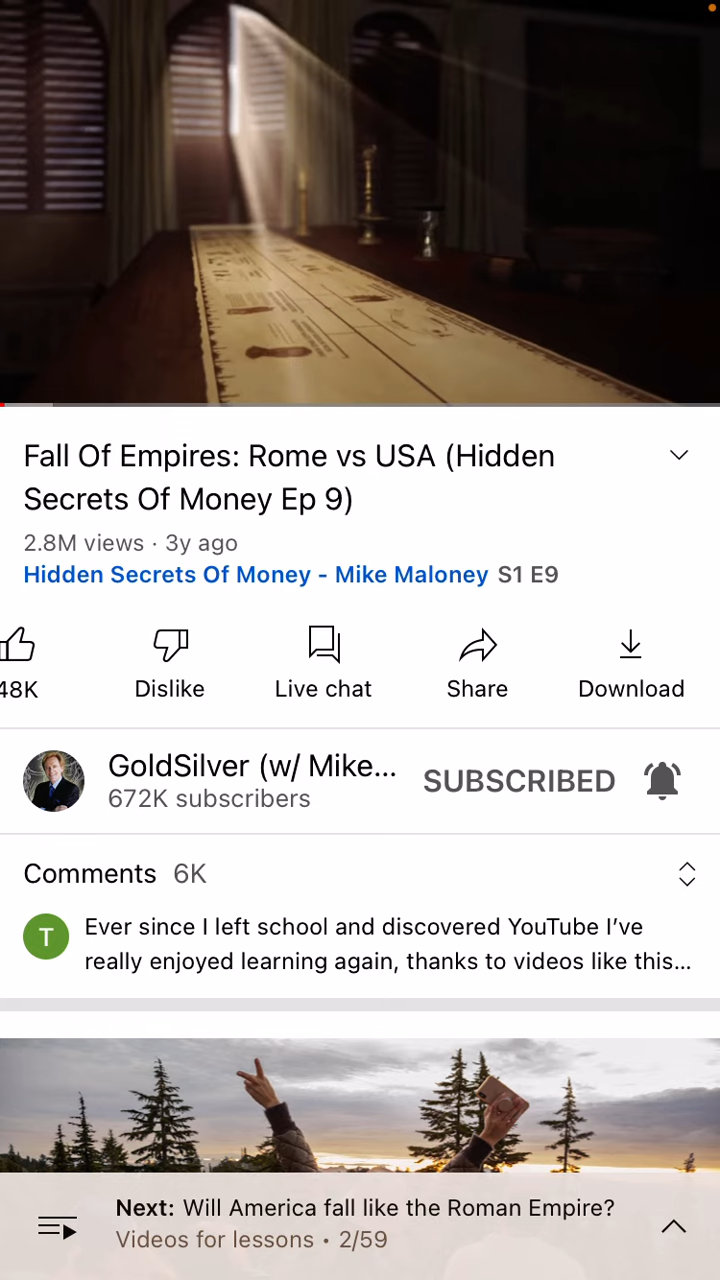 Fall Of Empires: Rome vs USA (Hidden
Secrets Of Money Ep 9)
2.8M views · 3y ago
Hidden Secrets Of Money - Mike Maloney S1 E9
48K
Dislike
Live chat
Share
Download
GoldSilver (w/ Mike...
672K subscribers
SUBSCRIBED
Comments 6K
T
Ever since I left school and discovered YouTube I’ve
really enjoyed learning again, thanks to videos like this...
Next: Will America fall like the Roman Empire?
Videos for lessons • 2/59